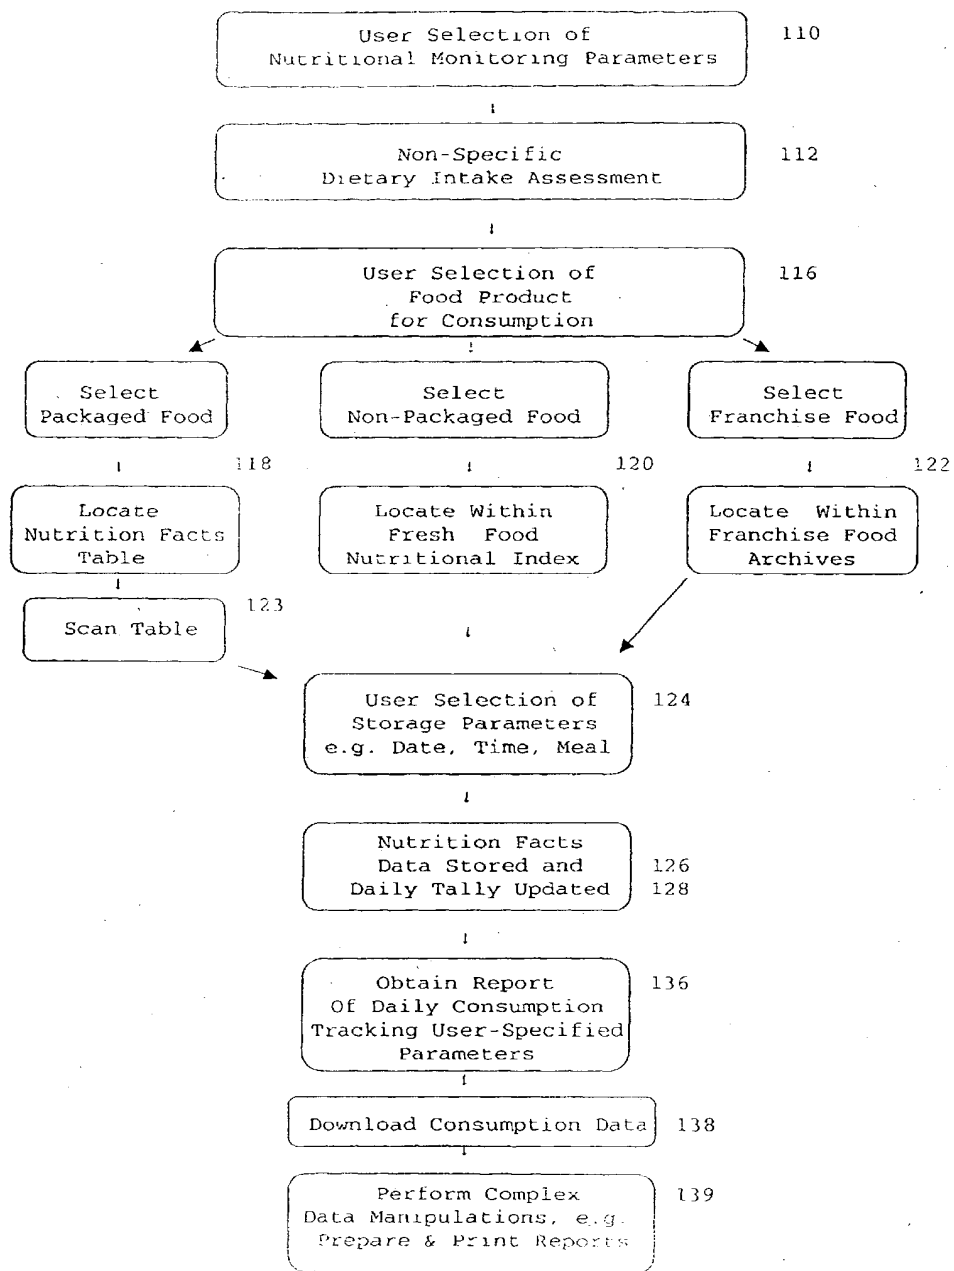 User Selection of
Nutritional Monitoring Parameters
110
Non-Specific
Dietary Intake Assessment
112
User Selection of
Food Product
for Consumption
116
Select
Packaged Food
Select
Non-Packaged Food
Select
Franchise Food
118
120
122
Locate
Nutrition Facts
Table
Locate Within
Fresh Food
Nutritional Index
Locate Within
Franchise Food
Archives
Scan Table
123
User Selection of
Storage Parameters
e.g. Date, Time, Meal
124
Nutrition Facts
Data Stored and
Daily Tally Updated
126
128
Obtain Report
Of Daily Consumption
Tracking User-Specified
Parameters
136
Download Consumption Data
138
Perform Complex
Data Manipulations, e.g.
Prepare & Print Reports
139